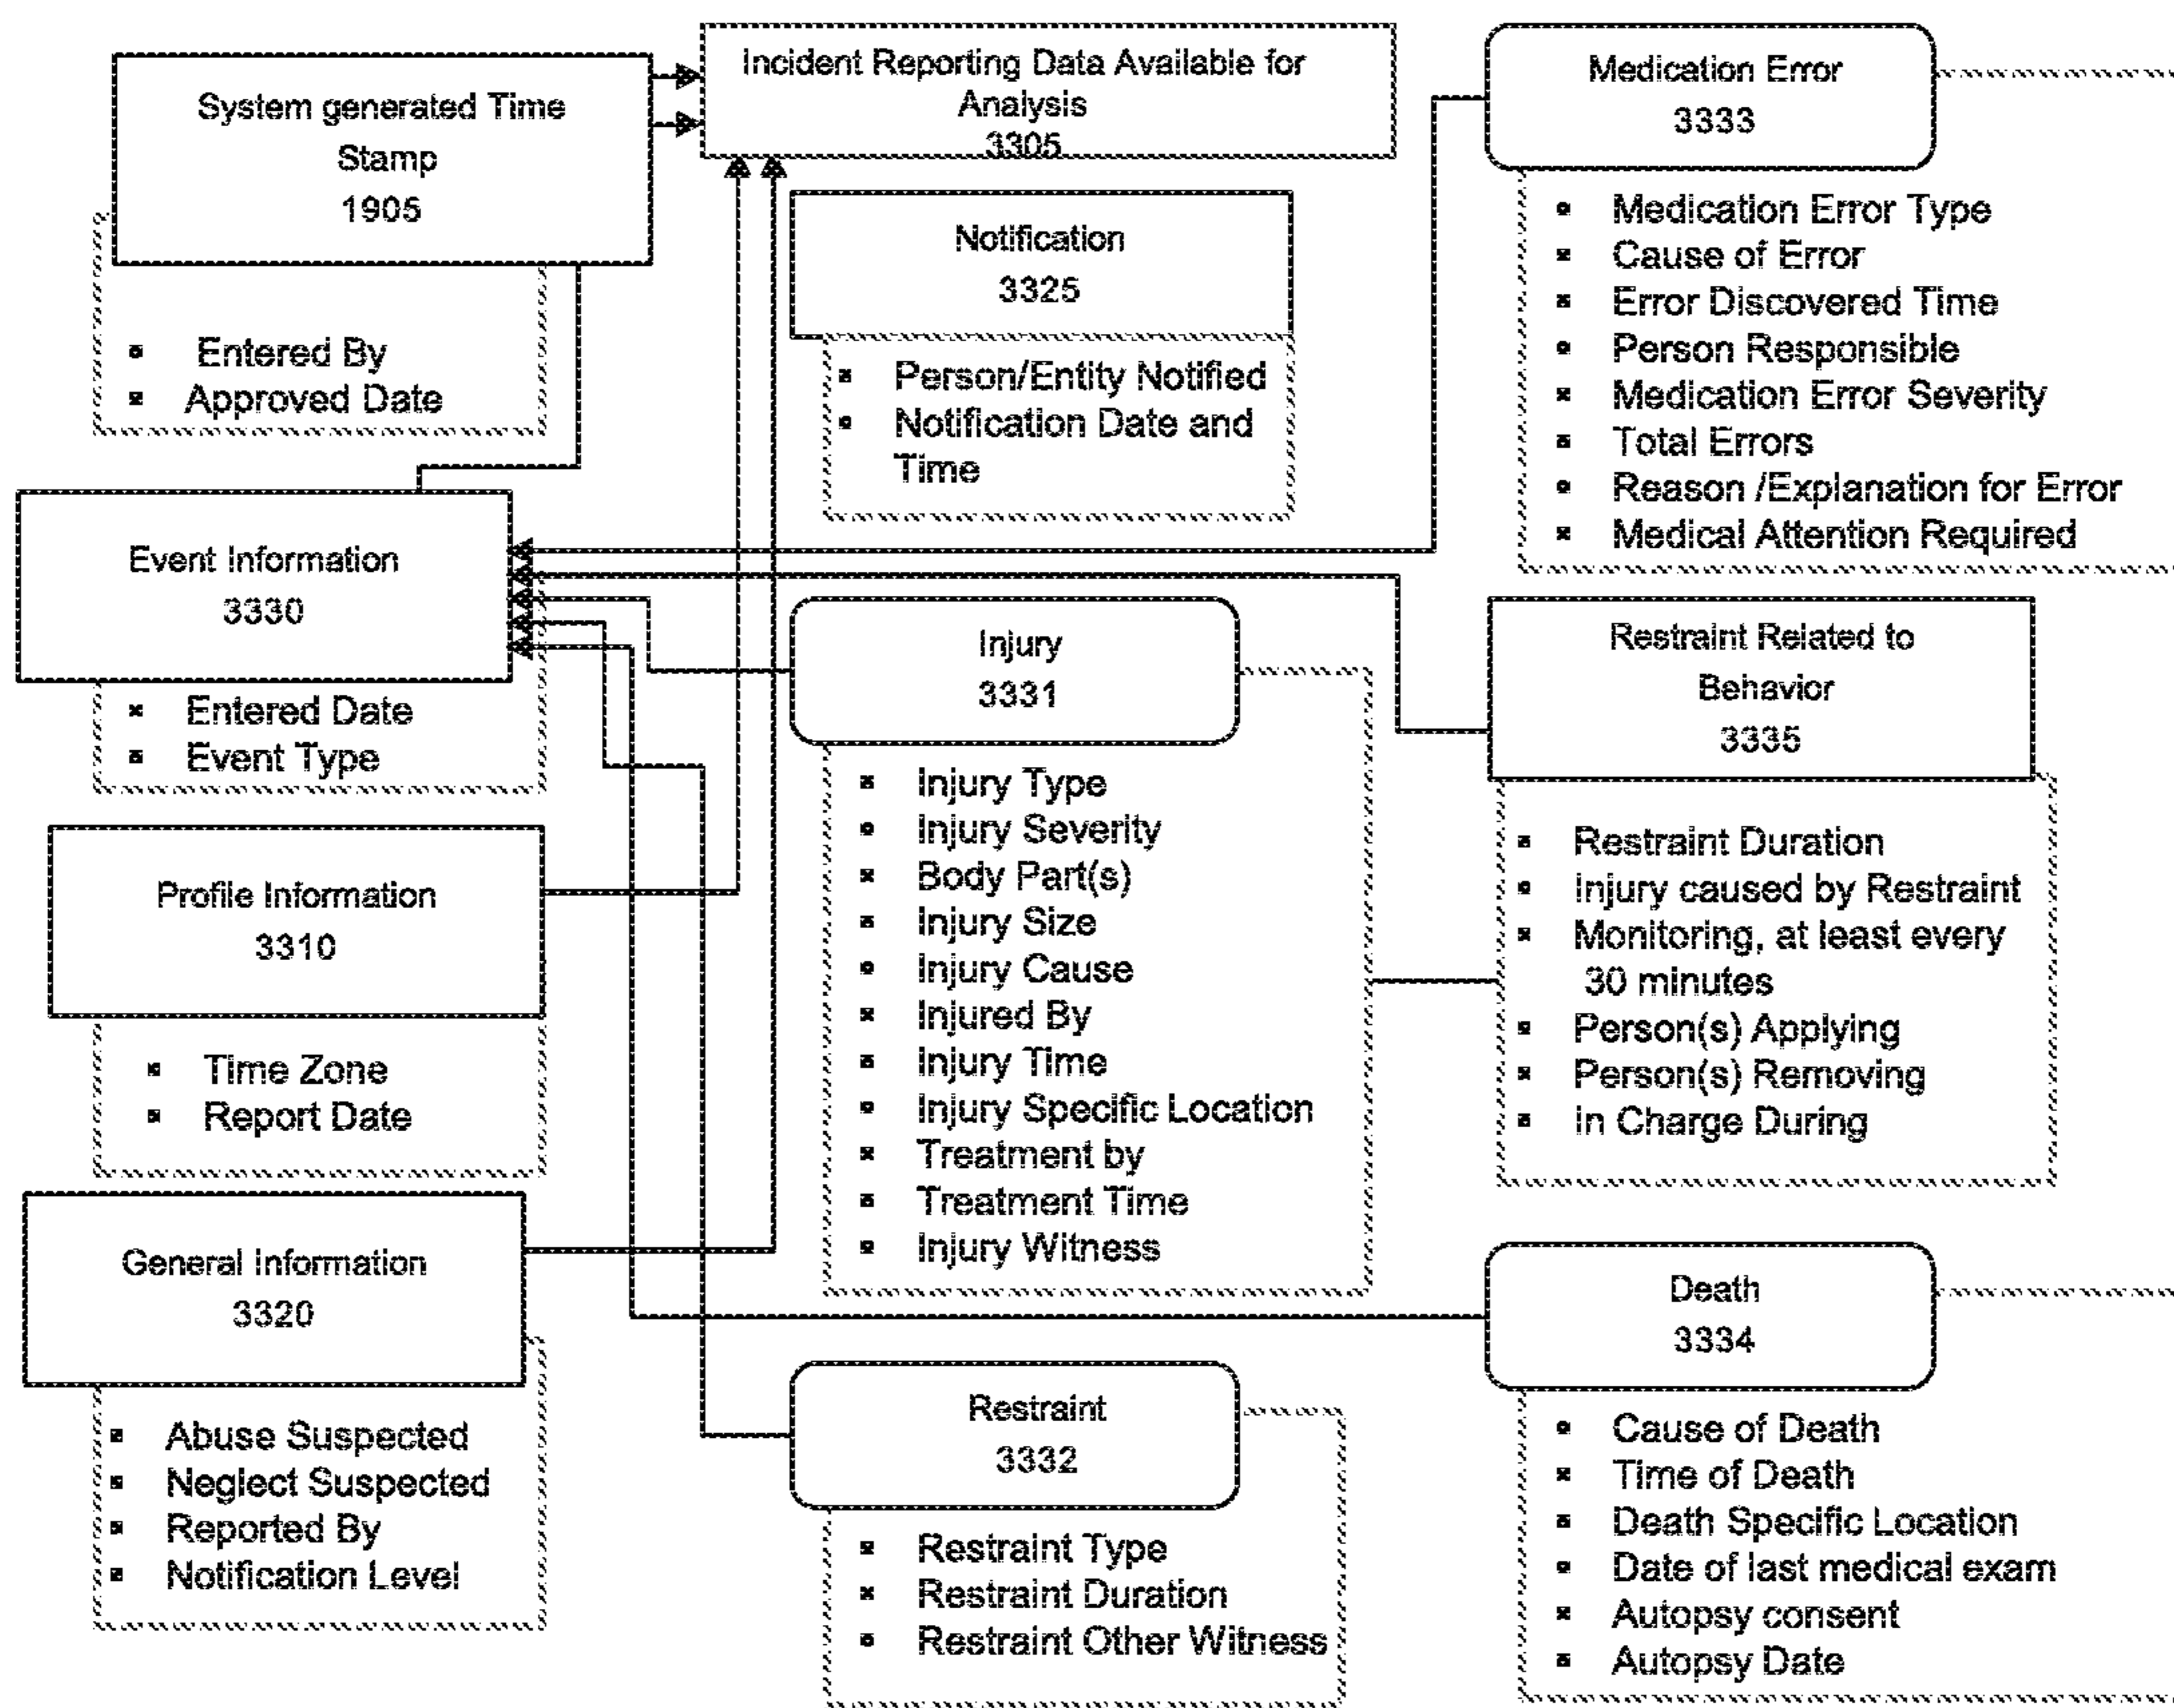 System generated Time
Stamp
1905
Entered By
Approved Date
Incident Reporting Data Available for
Analysis
3305
Notification
3325
Person/Entity Notified
Notification Date and
Time
Medication Error
3333
Medication Error Type
Cause of Error
Error Discovered Time
Person Responsible
Medication Error Severity
Total Errors
Reason /Explanation for Error
Medical Attention Required
Event Information
3330
Entered Date
Event Type
Injury
3331
Injury Type
Injury Severity
Body Part(s)
Injury Size
Injury Cause
Injured By
Injury Time
Injury Specific Location
Treatment by
Treatment Time
Injury Witness
Restraint Related to
Behavior
3335
Restraint Duration
Injury caused by Restraint
Monitoring, at least every
30 minutes
Person(s) Applying
Person(s) Removing
In Charge During
Profile Information
3310
Time Zone
Report Date
General Information
3320
Abuse Suspected
Neglect Suspected
Reported By
Notification Level
Restraint
3332
Restraint Type
Restraint Duration
Restraint Other Witness
Death
3334
Cause of Death
Time of Death
Death Specific Location
Date of last medical exam
Autopsy consent
Autopsy Date